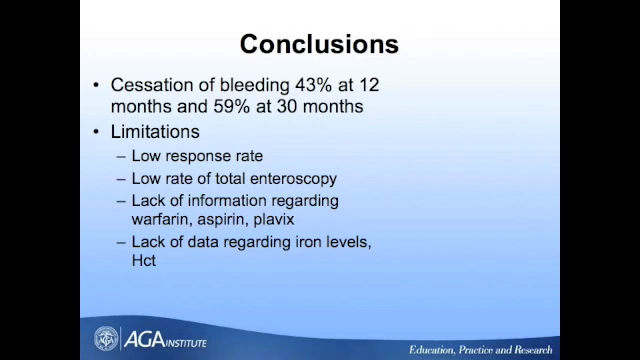 Conclusions
• Cessation of bleeding 43% at 12
months and 59% at 30 months
• Limitations
– Low response rate
– Low rate of total enteroscopy
– Lack of information regarding
warfarin, aspirin, plavix
– Lack of data regarding iron levels,
Hct
AGA INSTITUTE
Education, Practice and Research